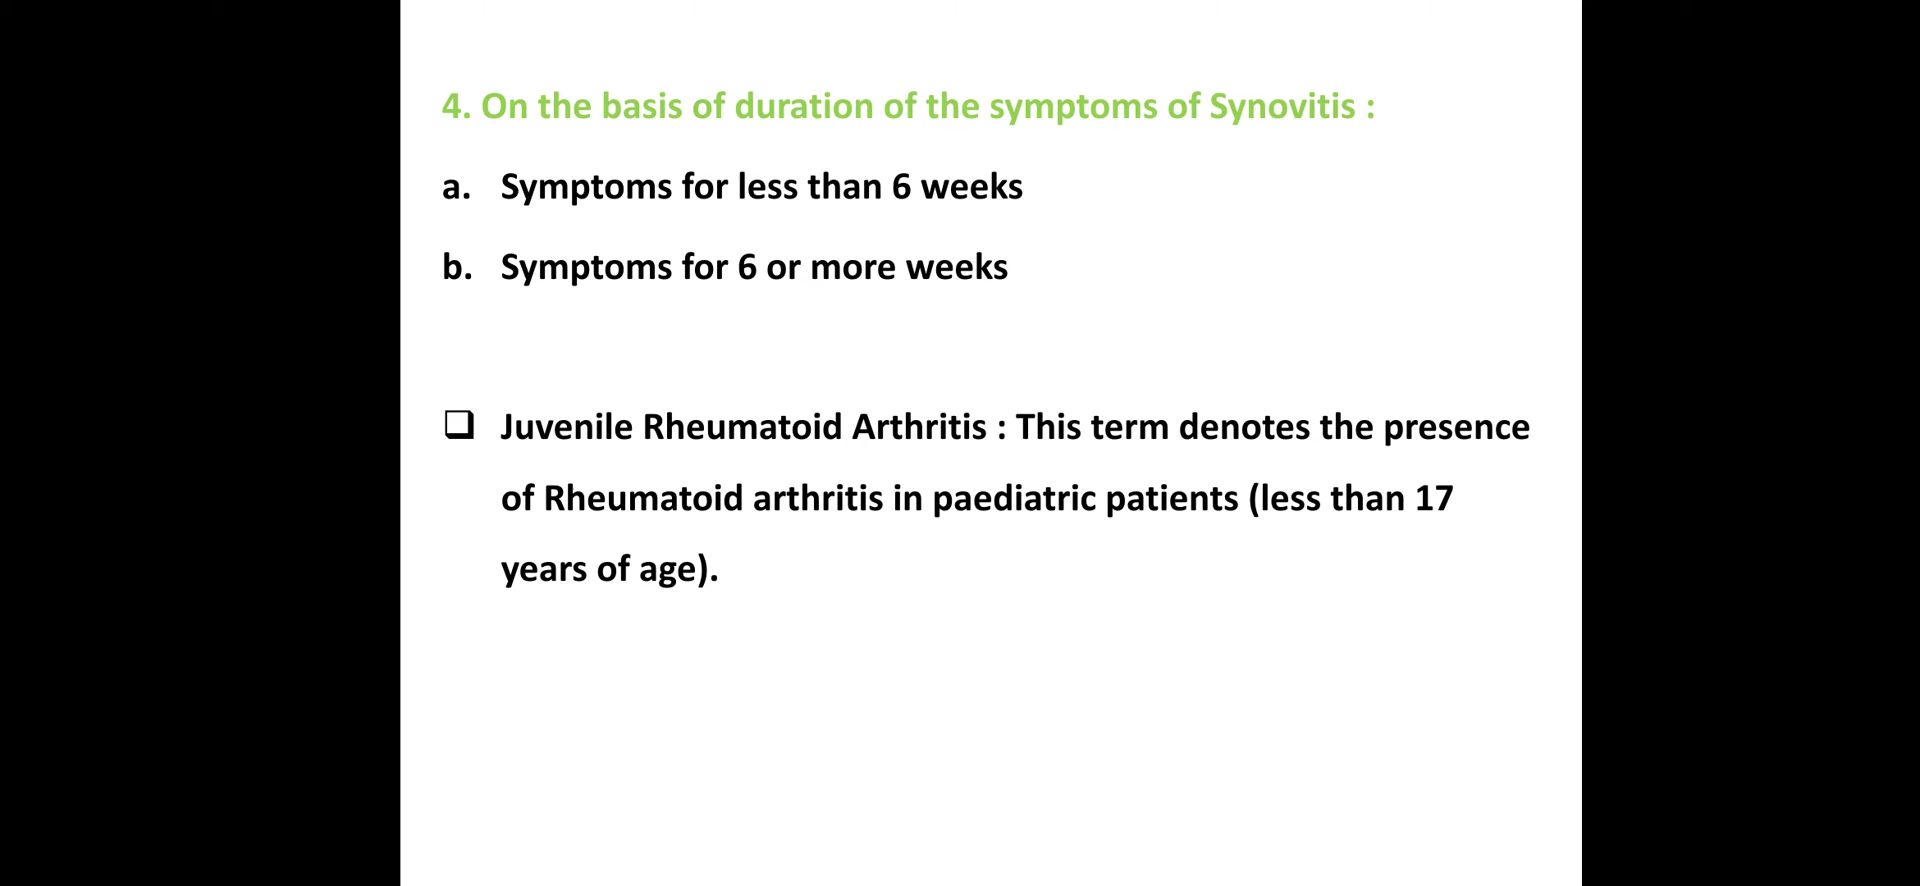 4. On the basis of duration of the symptoms of Synovitis :
a. Symptoms for less than 6 weeks
b. Symptoms for 6 or more weeks
❑ Juvenile Rheumatoid Arthritis : This term denotes the presence
of Rheumatoid arthritis in paediatric patients (less than 17
years of age).